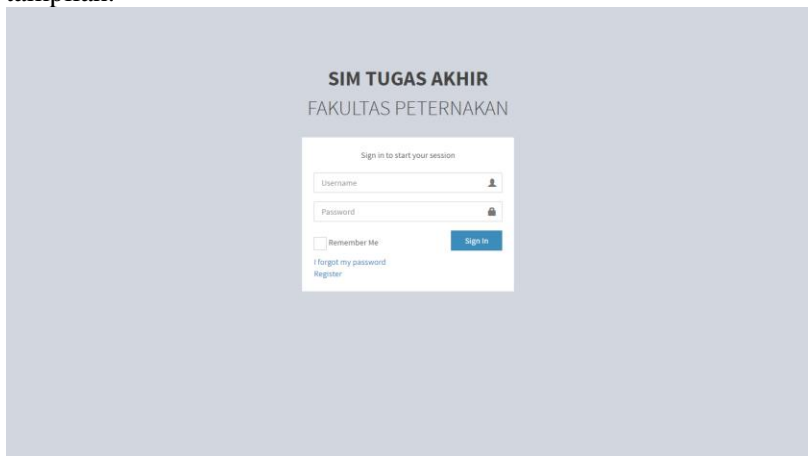 tampilan.
SIM TUGAS AKHIR
FAKULTAS PETERNAKAN
Sign in to start your session
Username
Password
Remember Me
Sign In
I forgot my password
Register